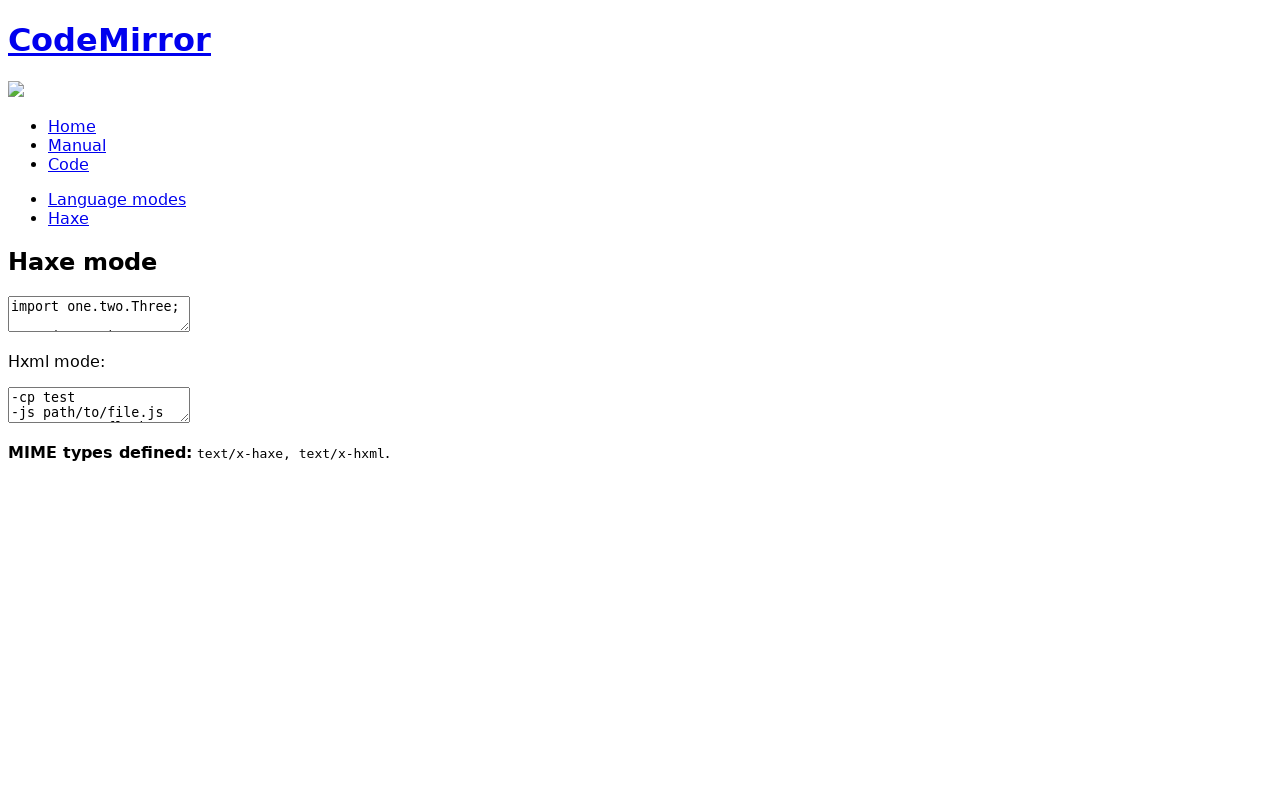 CodeMirror
Home
Manual
Code
Language modes
Haxe
Haxe mode
import one.two.Three;
Hxml mode:
-cp test
-js path/to/file.js
MIME types defined: text/x-haxe, text/x-hxml.